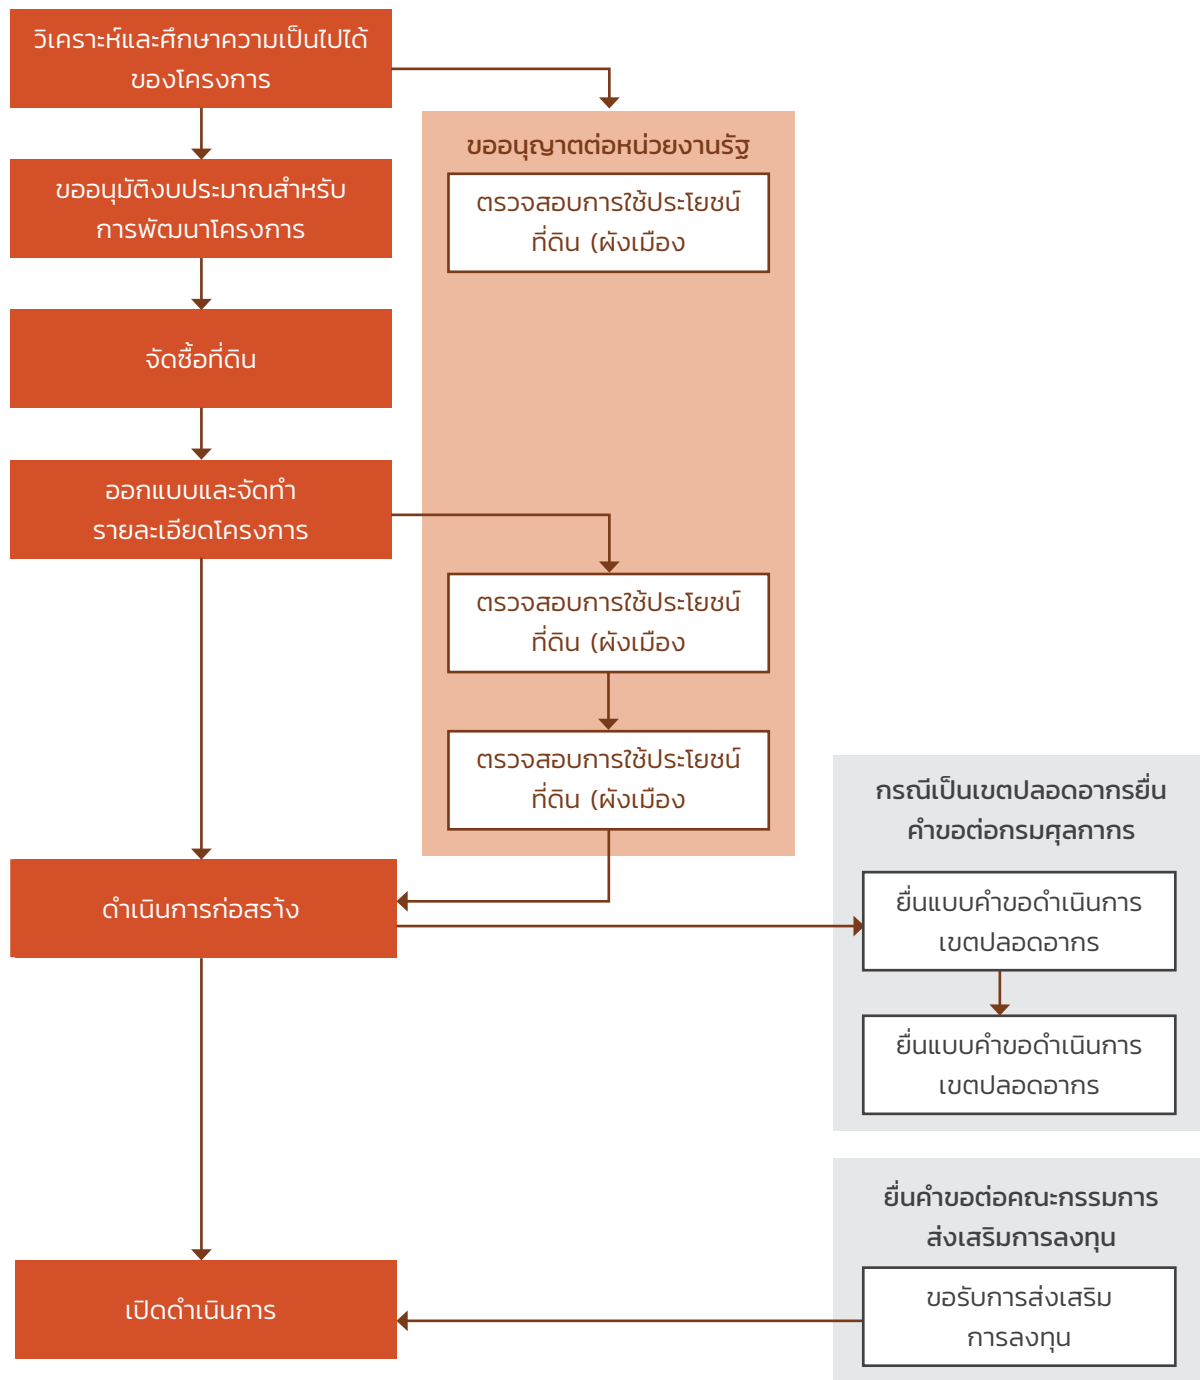 วิเคราะห์และศึกษาความเป็นไปได้
ของโครงการ
ขออนุมัติงบประมาณสำหรับ
การพัฒนาโครงการ
จัดซื้อที่ดิน
ออกแบบและจัดทำ
รายละเอียดโครงการ
ดำเนินการก่อสร้าง
เปิดดำเนินการ
ขออนุญาตต่อหน่วยงานรัฐ
ตรวจสอบการใช้ประโยชน์
ที่ดิน (ผังเมือง
ตรวจสอบการใช้ประโยชน์
ที่ดิน (ผังเมือง
ตรวจสอบการใช้ประโยชน์
ที่ดิน (ผังเมือง
กรณีเป็นเขตปลอดอากรยื่น
คำขอต่อกรมศุลกากร
ยื่นแบบคำขอดำเนินการ
เขตปลอดอากร
ยื่นแบบคำขอดำเนินการ
เขตปลอดอากร
ยื่นคำขอต่อคณะกรรมการ
ส่งเสริมการลงทุน
ขอรับการส่งเสริม
การลงทุน